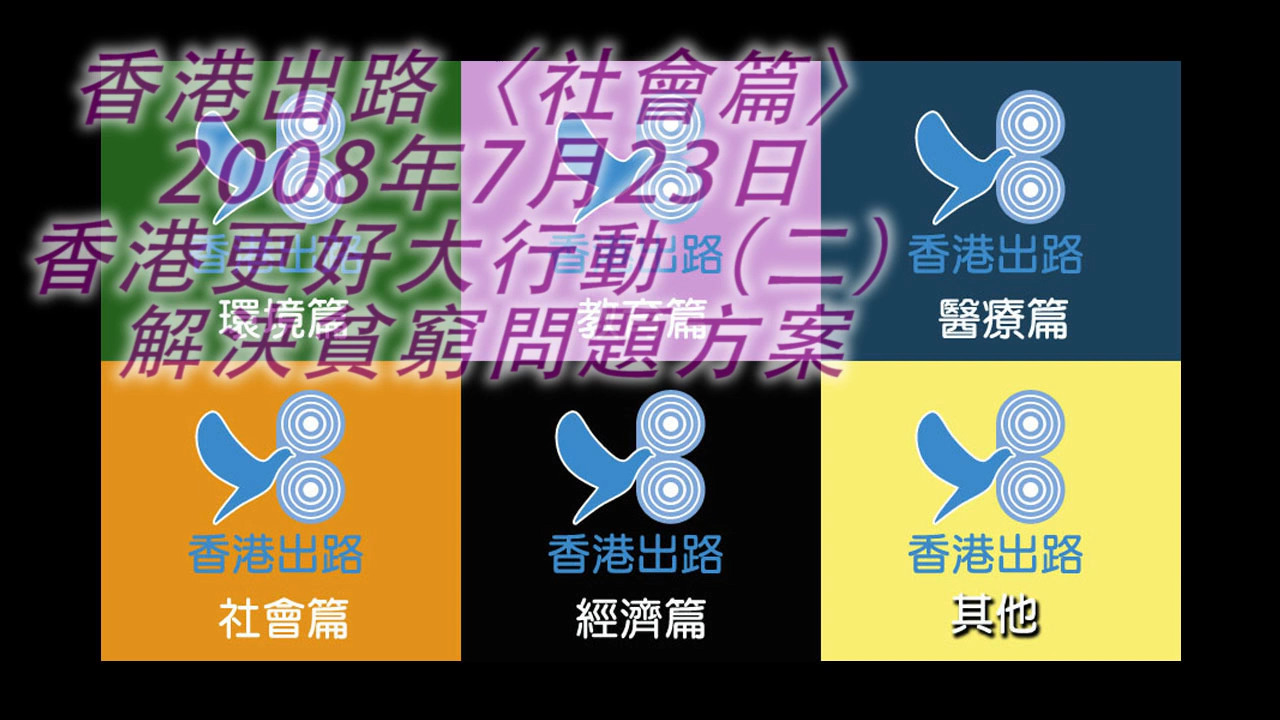 香港出路〈社會篇〉
2008年7月23日
香港更好大行動（二）
解決貧窮問題方案
香港出路
環境篇
香港出路
教育篇
香港出路
醫療篇
香港出路
社會篇
香港出路
經濟篇
香港出路
其他